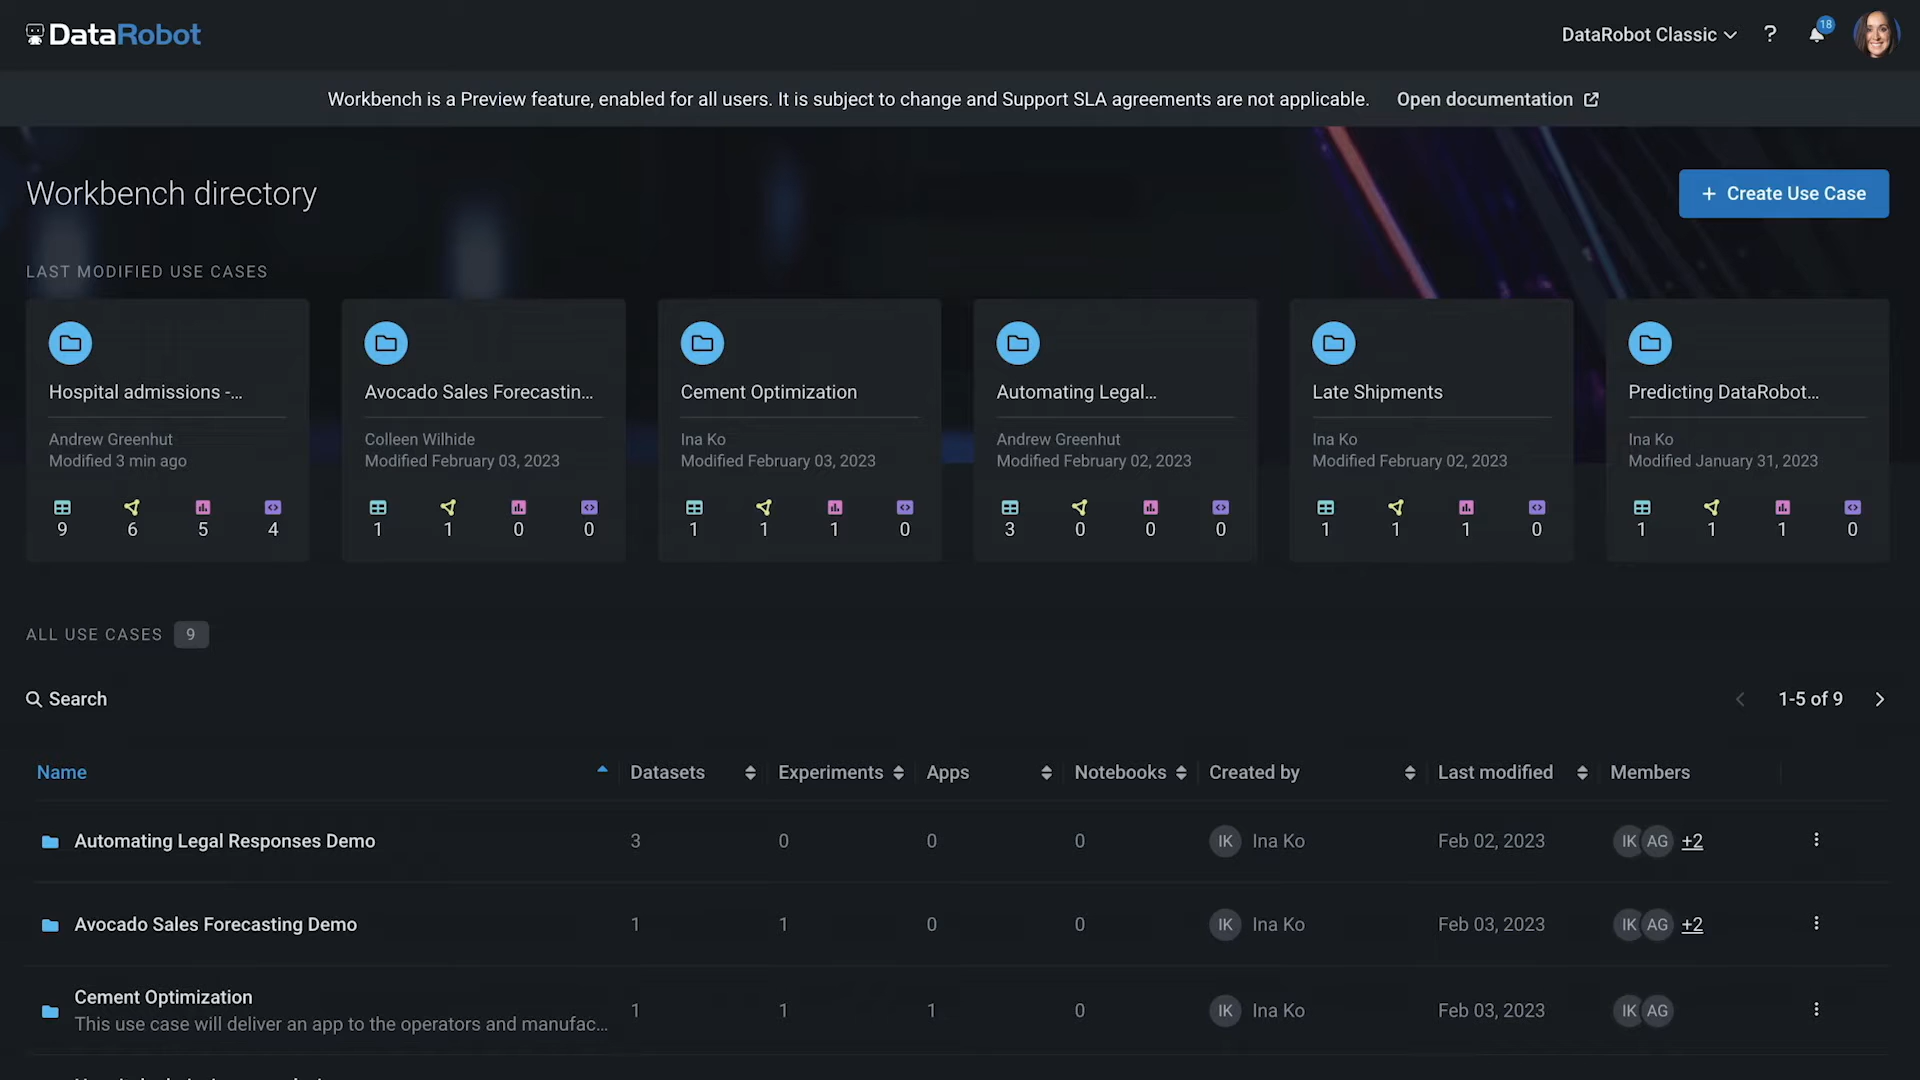 DataRobot
DataRobot Classic
?
18
Workbench is a Preview feature, enabled for all users. It is subject to change and Support SLA agreements are not applicable. Open documentation
Workbench directory
+ Create Use Case
LAST MODIFIED USE CASES
Hospital admissions -...
Andrew Greenhut
Modified 3 min ago
9 6 5 4
Avocado Sales Forecastin...
Colleen Wilhide
Modified February 03, 2023
1 1 0 0
Cement Optimization
Ina Ko
Modified February 03, 2023
1 1 1 0
Automating Legal...
Andrew Greenhut
Modified February 02, 2023
3 0 0 0
Late Shipments
Ina Ko
Modified February 02, 2023
1 1 1 0
Predicting DataRobot...
Ina Ko
Modified January 31, 2023
1 1 1 0
ALL USE CASES 9
Search
1-5 of 9
Name Datasets Experiments Apps Notebooks Created by Last modified Members
Automating Legal Responses Demo 3 0 0 0 IK Ina Ko Feb 02, 2023 IK AG +2
Avocado Sales Forecasting Demo 1 1 0 0 IK Ina Ko Feb 03, 2023 IK AG +2
Cement Optimization 1 1 1 0 IK Ina Ko Feb 03, 2023 IK AG
This use case will deliver an app to the operators and manufac...